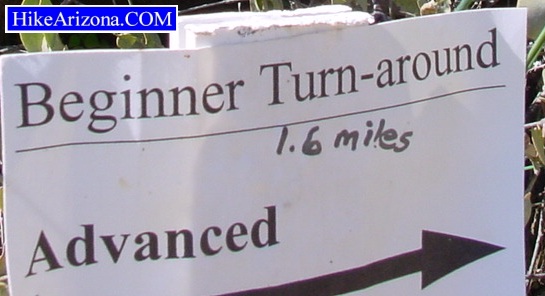 HikeArizona.COM
Beginner Turn-around
1.6 miles
Advanced